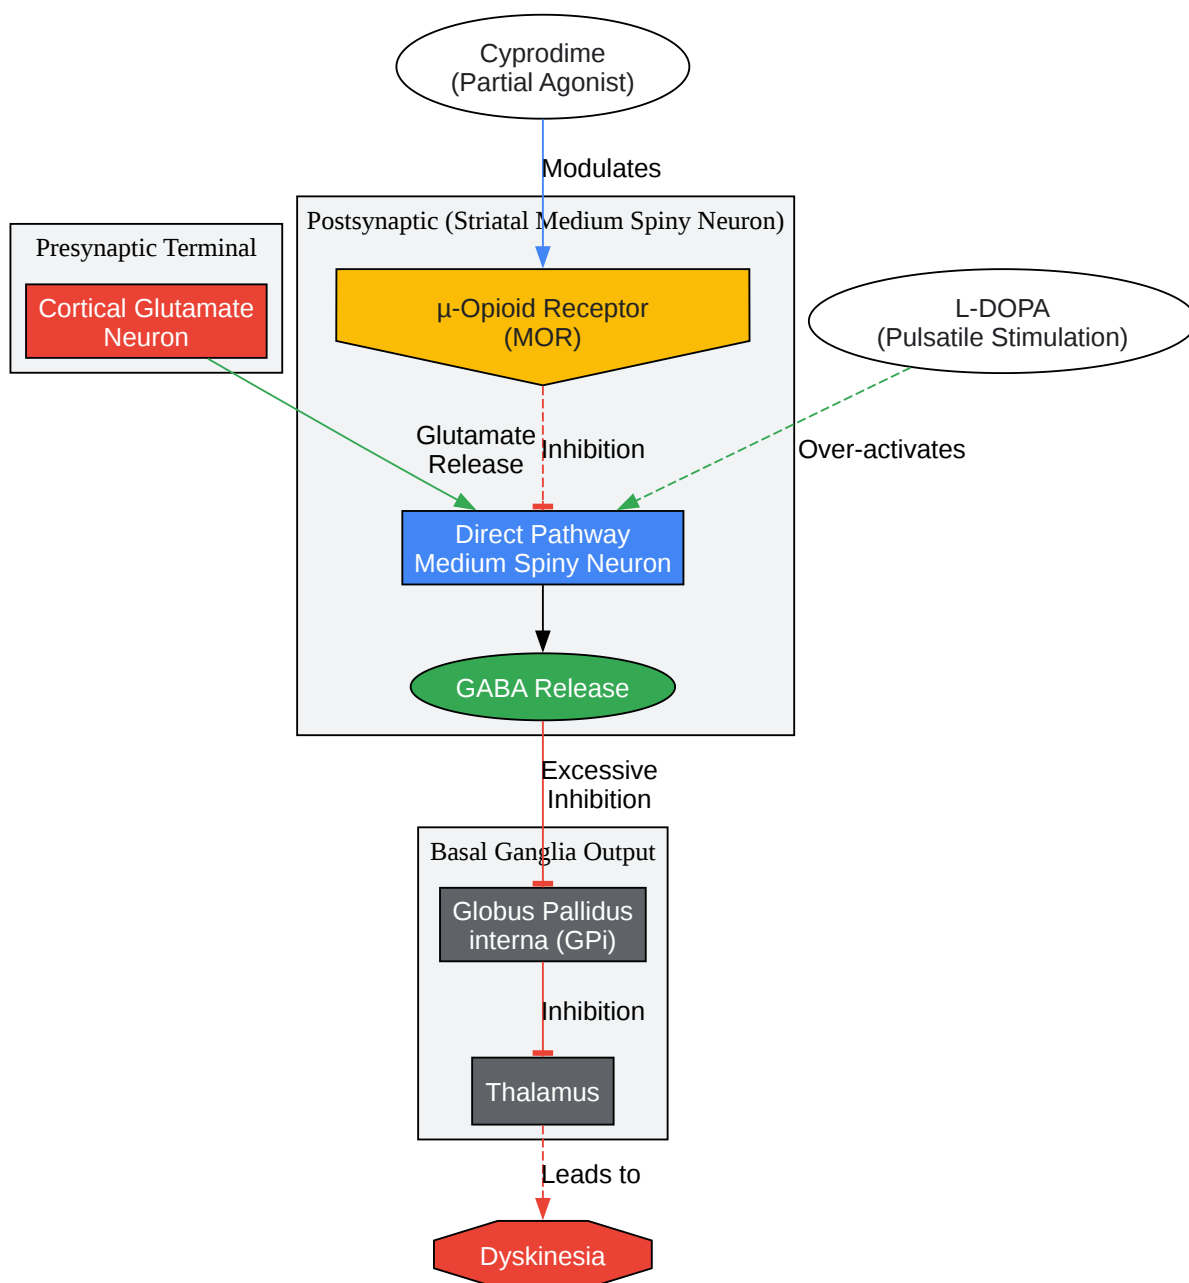 Cyprodime
(Partial Agonist)
Modulates
Postsynaptic (Striatal Medium Spiny Neuron)
Presynaptic Terminal
Cortical Glutamate
Neuron
µ-Opioid Receptor
(MOR)
L-DOPA
(Pulsatile Stimulation)
Glutamate
Release
Inhibition
Over-activates
Direct Pathway
Medium Spiny Neuron
GABA Release
Excessive
Inhibition
Basal Ganglia Output
Globus Pallidus
interna (GPi)
Inhibition
Thalamus
Leads to
Dyskinesia